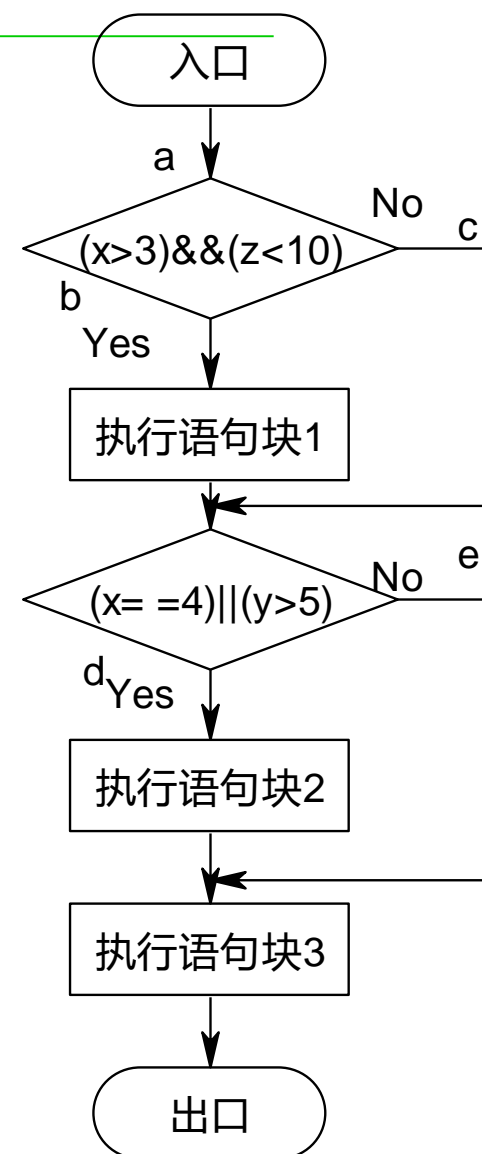 入口
a
No
c
(x>3)&&(z<10)
b
Yes
执行语句块1
e
No
(x= =4)||(y>5)
d
Yes
执行语句块2
执行语句块3
出口